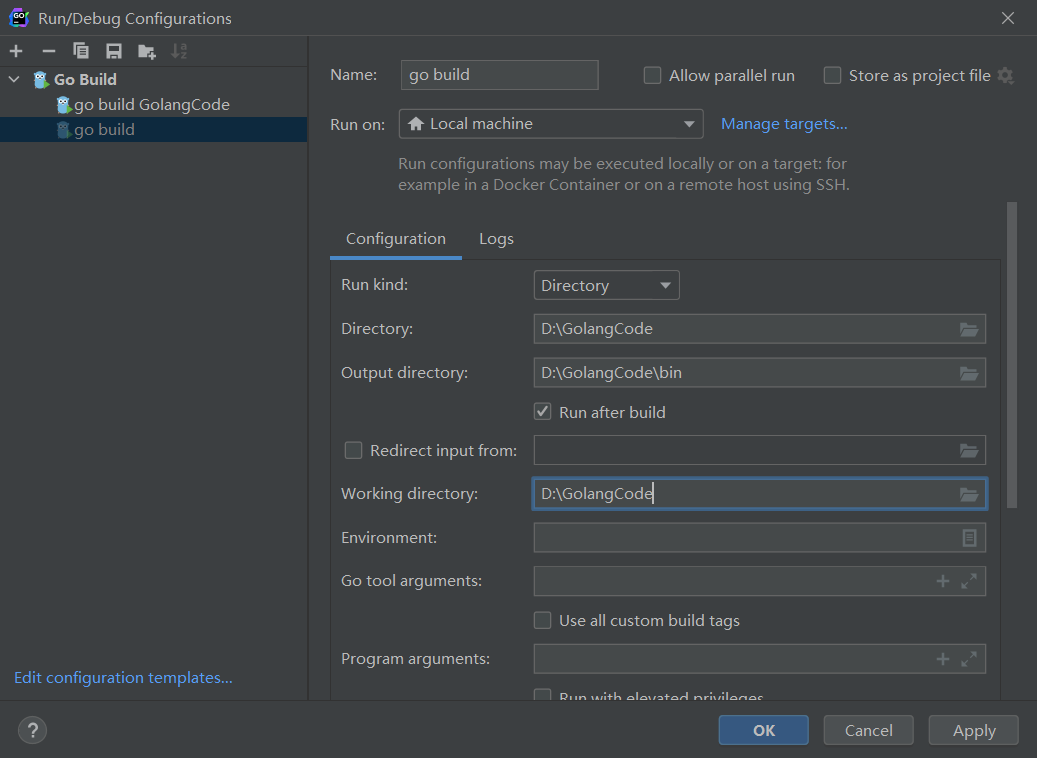 Run/Debug Configurations
Go Build
go build GolangCode
go build
Name: go build Allow parallel run Store as project file
Run on: Local machine Manage targets...
Run configurations may be executed locally or on a target: for
example in a Docker Container or on a remote host using SSH.
Configuration Logs
Run kind: Directory
Directory: D:\GolangCode
Output directory: D:\GolangCode\bin
Run after build
Redirect input from:
Working directory: D:\GolangCode
Environment:
Go tool arguments:
Use all custom build tags
Program arguments:
Run with elevated privileges
Edit configuration templates...
? OK Cancel Apply